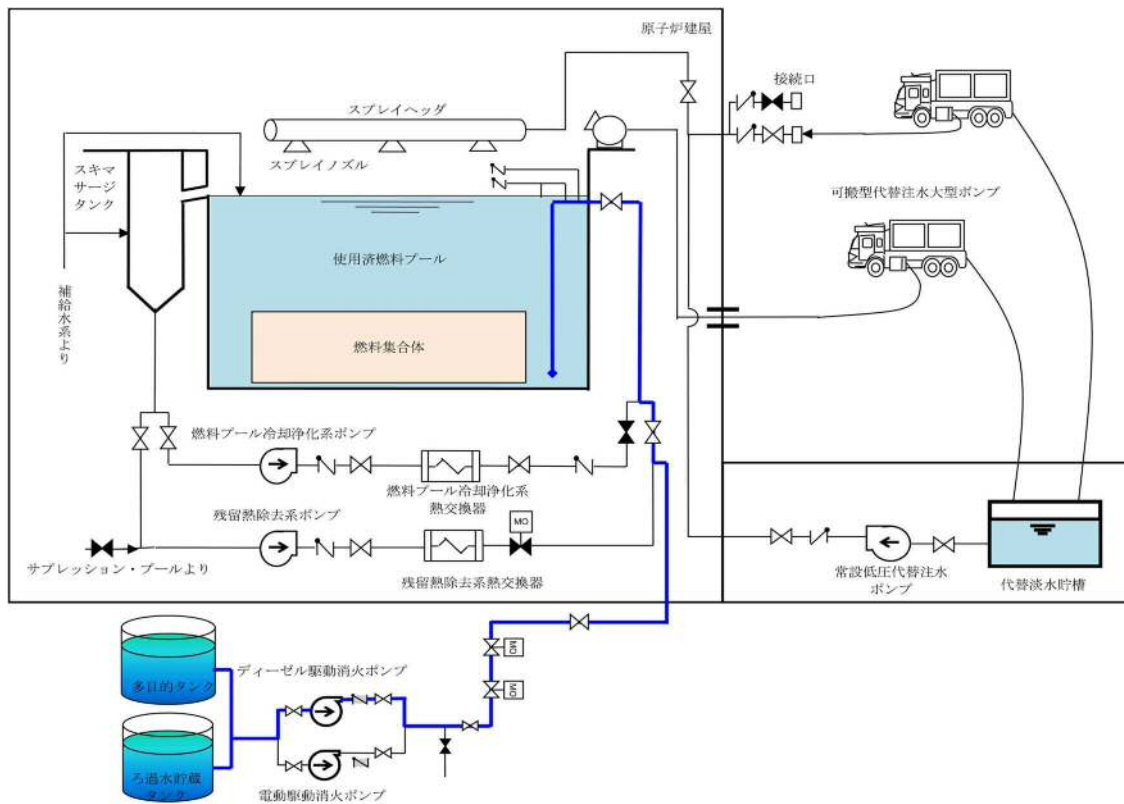 原子炉建屋
接続口
スプレイヘッダ
スプレイノズル
スキマ
サージ
タンク
可搬型代替注水大型ポンプ
使用済燃料プール
補給水系より
燃料集合体
燃料プール冷却浄化系ポンプ
燃料プール冷却浄化系
熱交換器
残留熱除去系ポンプ
MO
サプレッション・プールより
残留熱除去系熱交換器
常設低圧代替注水
ポンプ
代替淡水貯槽
MO
MO
ディーゼル駆動消火ポンプ
多目的タンク
ろ過水貯蔵
タンク
電動駆動消火ポンプ